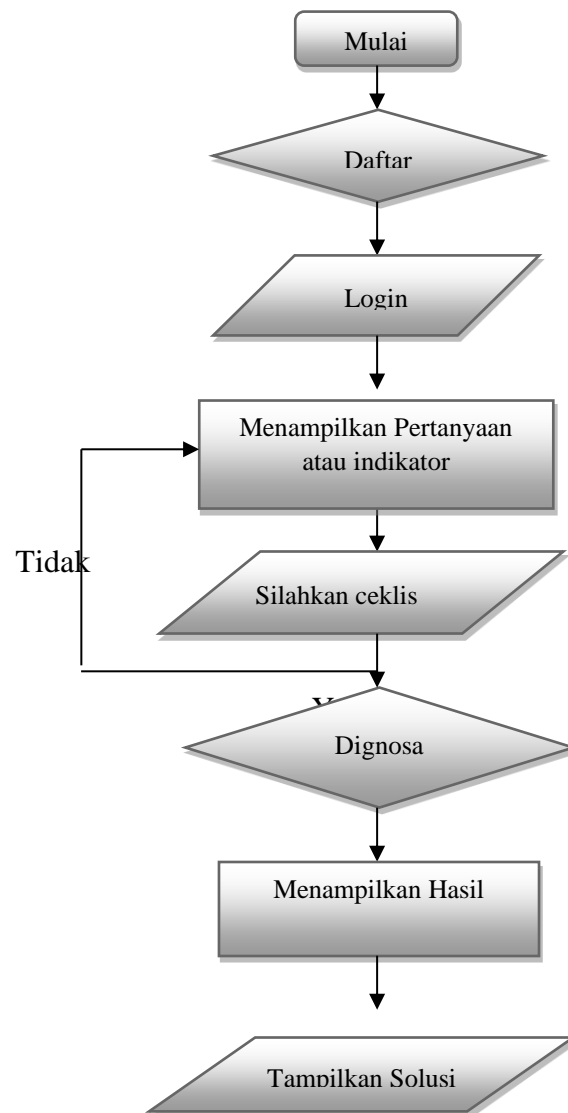 Mulai
Daftar
Login
Menampilkan Pertanyaan
atau indikator
Tidak
Silahkan ceklis
Dignosa
Menampilkan Hasil
Tampilkan Solusi